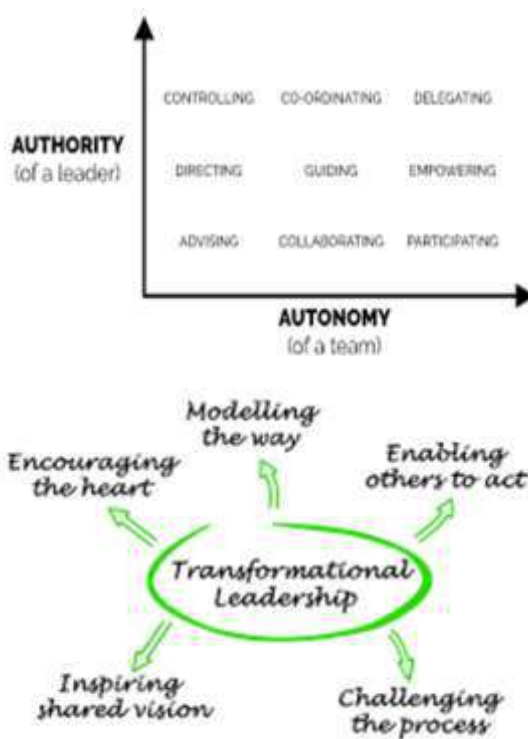 CONTROLLING CO-ORDINATING DELEGATING
AUTHORITY
(of a leader)
DIRECTING GUIDING EMPOWERING
ADVISING COLLABORATING PARTICIPATING
AUTONOMY
(of a team)
Modelling
the way
Encouraging
the heart
Enabling
others to act
Transformational
Leadership
Inspiring
shared vision
Challenging
the process